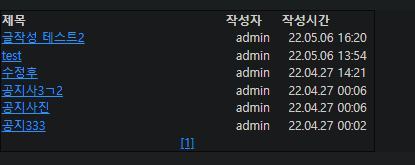 제목 작성자 작성시간
글작성 테스트2 admin 22.05.06 16:20
test admin 22.05.06 13:54
수정후 admin 22.04.27 14:21
공지사3ㄱ2 admin 22.04.27 00:06
공지사진 admin 22.04.27 00:06
공지333 admin 22.04.27 00:02
[1]